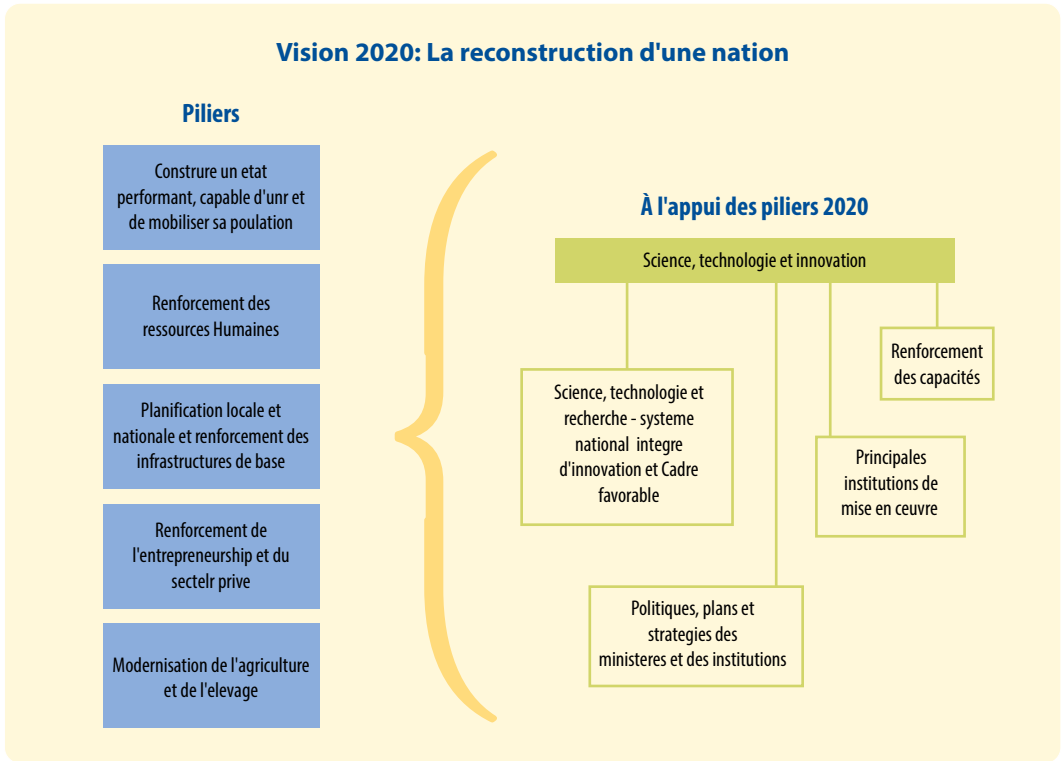 Vision 2020: La reconstruction d'une nation
Piliers
Construre un etat
performant, capable d'unr et
de mobiliser sa poulation
Renforcement des
ressources Humaines
Planification locale et
nationale et renforcement des
infrastructures de base
Renforcement de
l'entrepreneurship et du
sectelr prive
Modernisation de l'agriculture
et de l'elevage
À l'appui des piliers 2020
Science, technologie et innovation
Science, technologie et
recherche - systeme
national integre
d'innovation et Cadre
favorable
Politiques, plans et
strategies des
ministeres et des institutions
Principales
institutions de
mise en ceuvre
Renforcement
des capacités